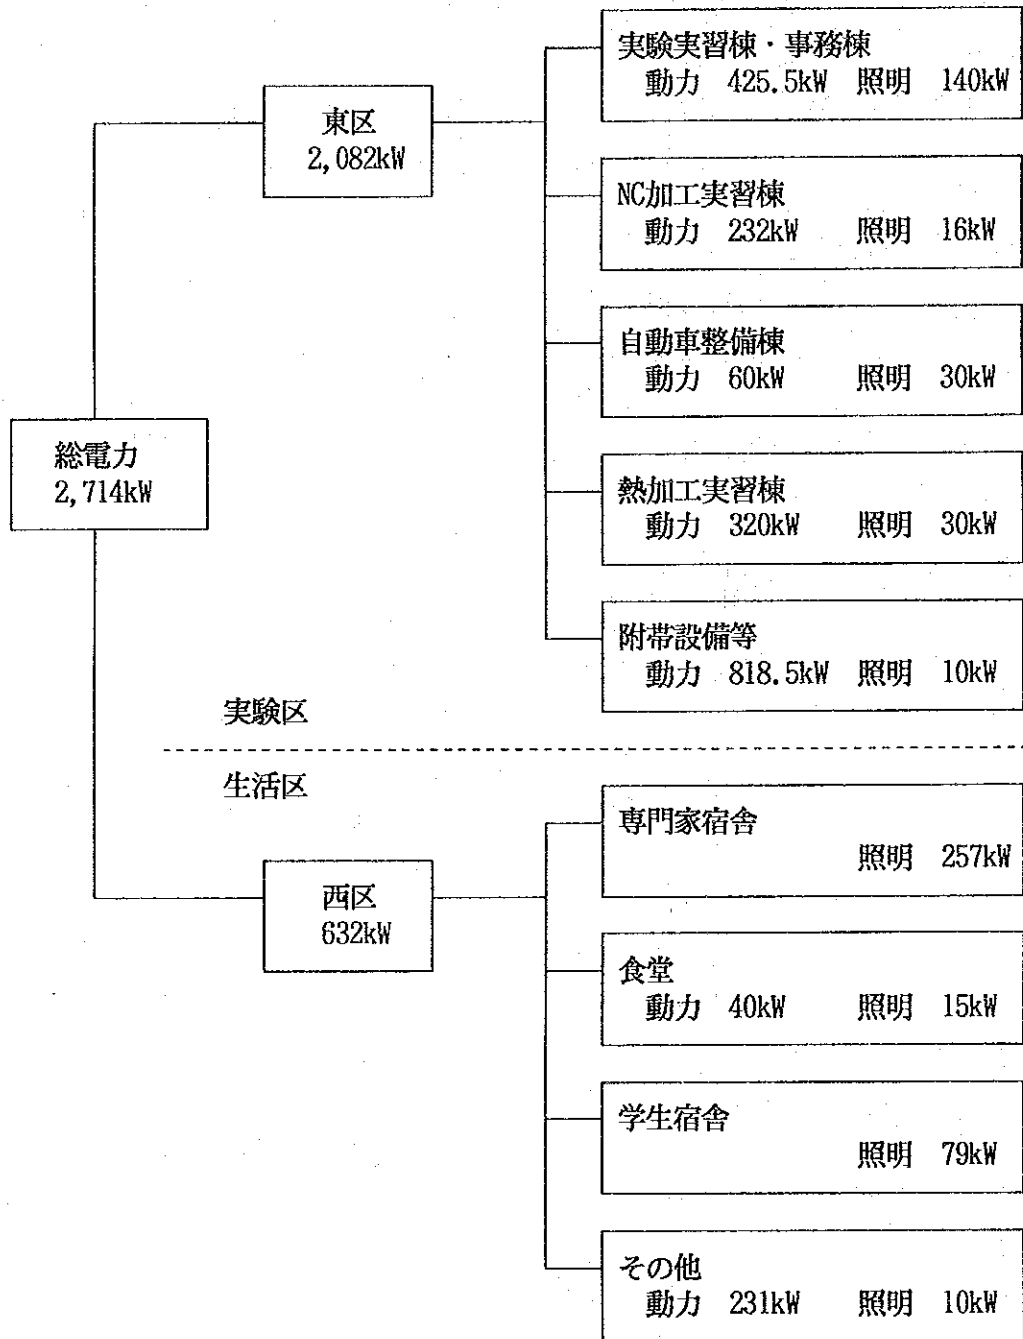 実験実習棟・事務棟
動力 425.5kW 照明 140kW
東区
2,082kW
NC加工実習棟
動力 232kW 照明 16kW
自動車整備棟
動力 60kW 照明 30kW
総電力
2,714kW
熱加工実習棟
動力 320kW 照明 30kW
附帯設備等
動力 818.5kW 照明 10kW
実験区
生活区
専門家宿舎
照明 257kW
西区
632kW
食堂
動力 40kW 照明 15kW
学生宿舎
照明 79kW
その他
動力 231kW 照明 10kW